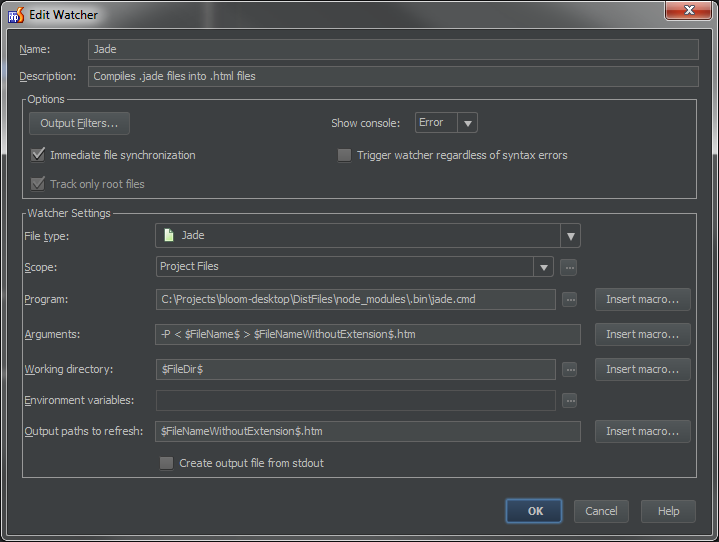 Edit Watcher
Name: Jade
Description: Compiles .jade files into .html files
Options
Output Filters... Show console: Error
Immediate file synchronization Trigger watcher regardless of syntax errors
Track only root files
Watcher Settings
File type: Jade
Scope: Project Files ...
Program: C:\Projects\bloom-desktop\DistFiles\node_modules\.bin\jade.cmd ... Insert macro...
Arguments: -P < $FileName$ > $FileNameWithoutExtension$.htm Insert macro...
Working directory: $FileDir$ ... Insert macro...
Environment variables: ...
Output paths to refresh: $FileNameWithoutExtension$.htm Insert macro...
Create output file from stdout
OK Cancel Help